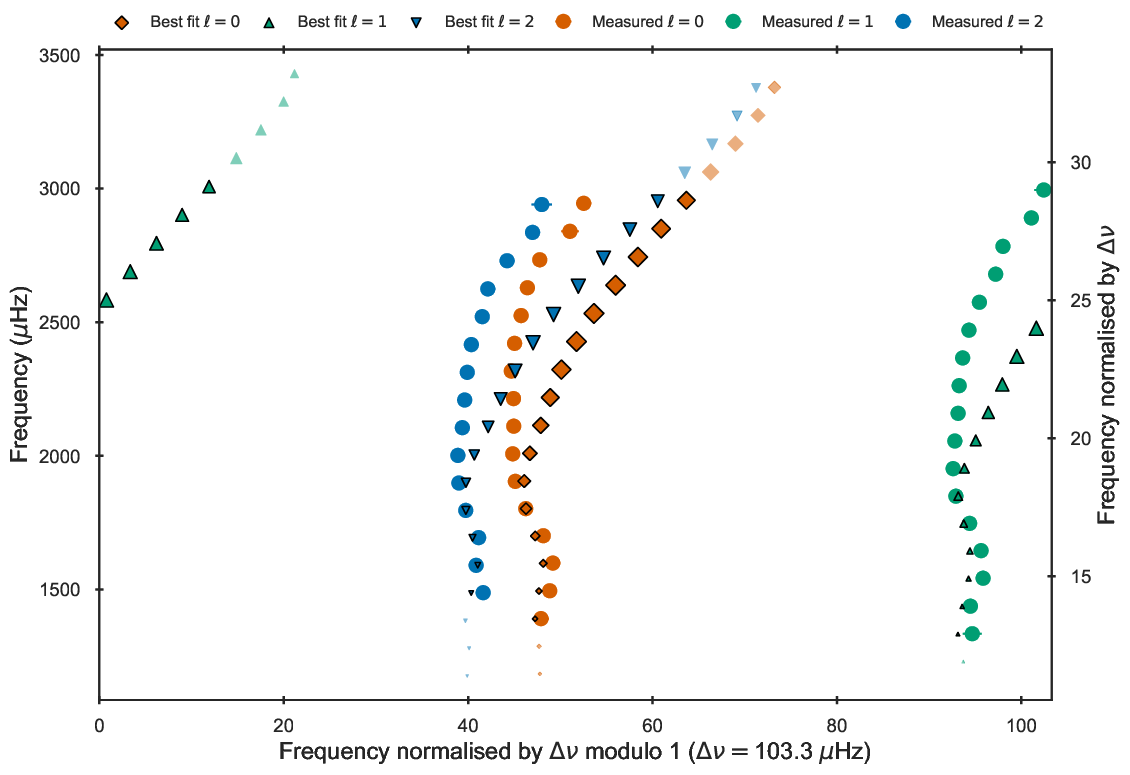 Best fit ℓ = 0 Best fit ℓ = 1 Best fit ℓ = 2 Measured ℓ = 0 Measured ℓ = 1 Measured ℓ = 2
3500
3000
2500
2000
1500
Frequency (μHz)
30
25
20
15
Frequency normalised by Δν
0 20 40 60 80 100
Frequency normalised by Δν modulo 1 (Δν = 103.3 μHz)